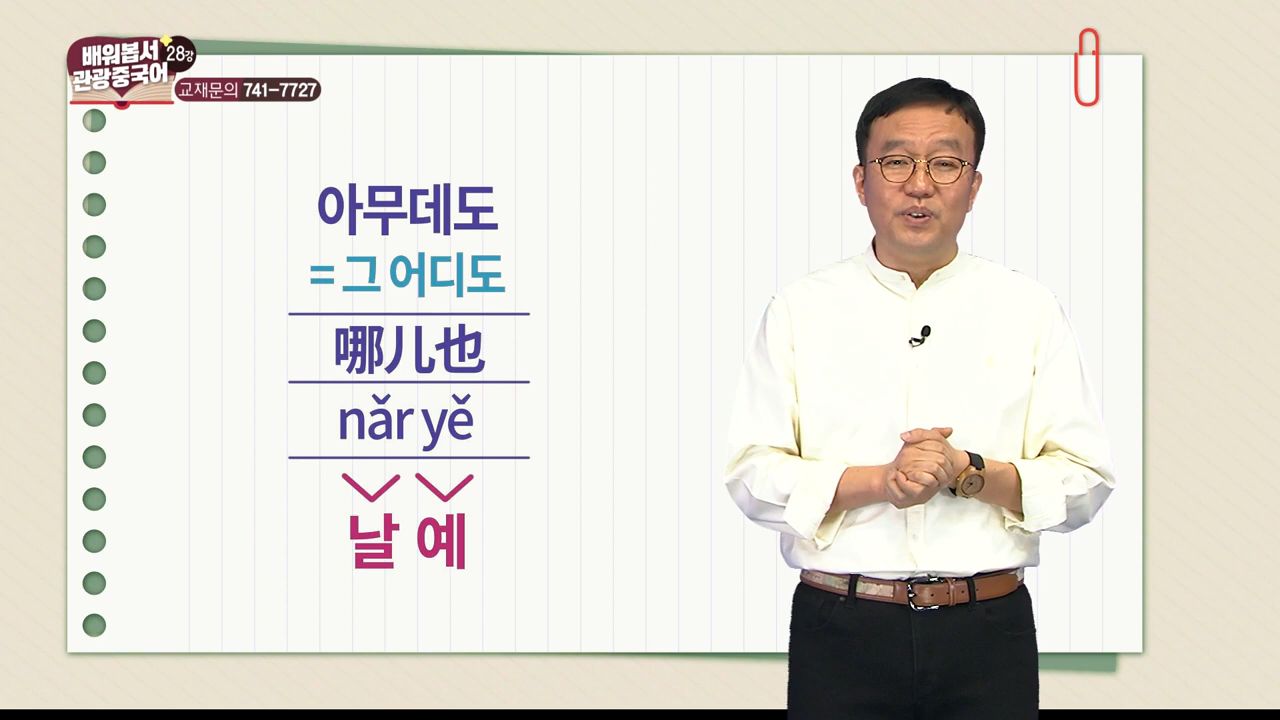 배워봅서 28강
관광중국어
교재문의 741-7727
아무데도
= 그 어디도
哪儿也
nǎr yě
날 예